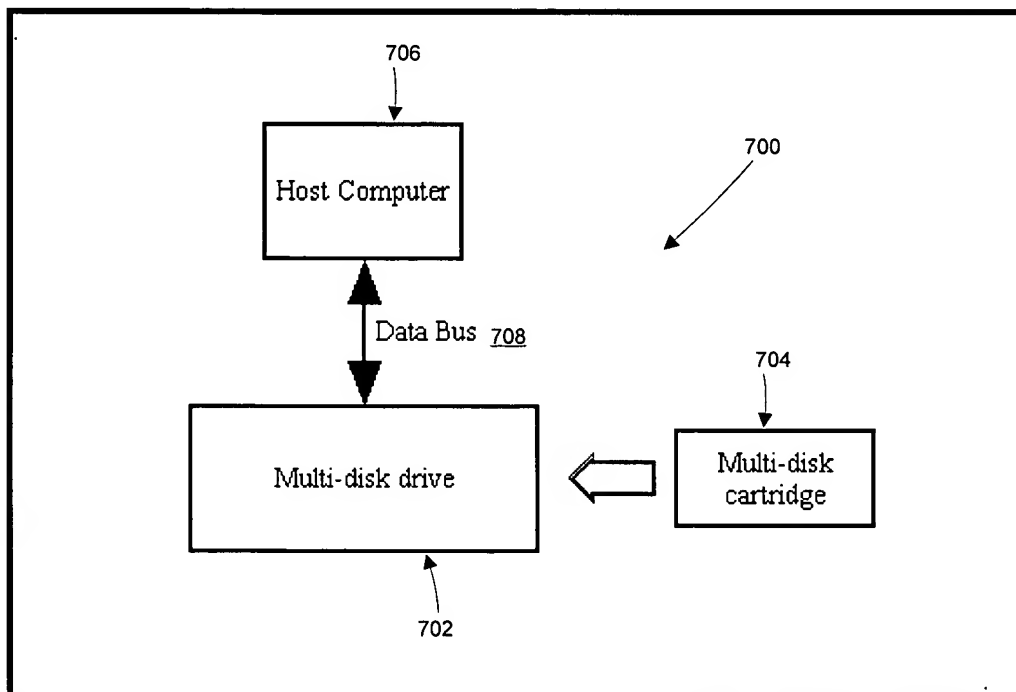 706
Host Computer
700
Data Bus 708
704
Multi-disk drive
Multi-disk
cartridge
702